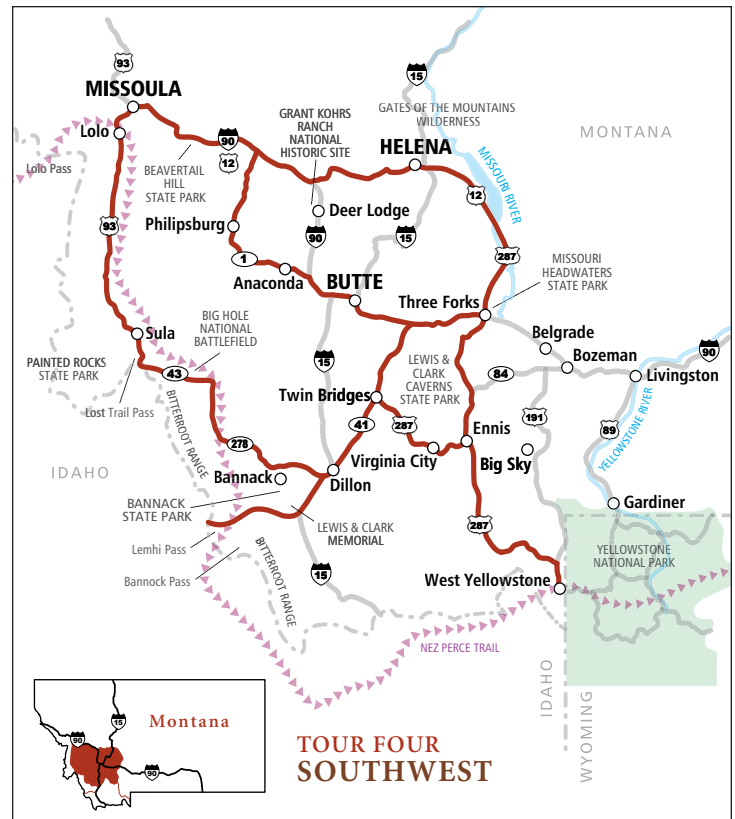 93
15
MISSOULA
GRANT KOHRS
RANCH
NATIONAL
HISTORIC SITE
GATES OF THE MOUNTAINS
WILDERNESS
MONTANA
Lolo
90
12
HELENA
MISSOURI RIVER
Lolo Pass
BEAVERTAIL
HILL
STATE PARK
12
Deer Lodge
Philipsburg
93
90
15
287
1
MISSOURI
HEADWATERS
STATE PARK
Anaconda
BUTTE
Three Forks
BIG HOLE
NATIONAL
BATTLEFIELD
Sula
Belgrade
Bozeman
90
PAINTED ROCKS
STATE PARK
43
15
LEWIS &
CLARK
CAVERNS
STATE PARK
84
Livingston
Twin Bridges
Lost Trail Pass
BITTERROOT RANGE
191
89
YELLOWSTONE RIVER
41
287
278
Ennis
Virginia City
Big Sky
IDAHO
Bannack
Dillon
BANNACK
STATE PARK
Gardiner
LEWIS & CLARK
MEMORIAL
287
Lemhi Pass
BITTERROOT RANGE
YELLOWSTONE
NATIONAL PARK
Bannock Pass
15
West Yellowstone
NEZ PERCE TRAIL
IDAHO
WYOMING
15
Montana
90
90
TOUR FOUR
SOUTHWEST